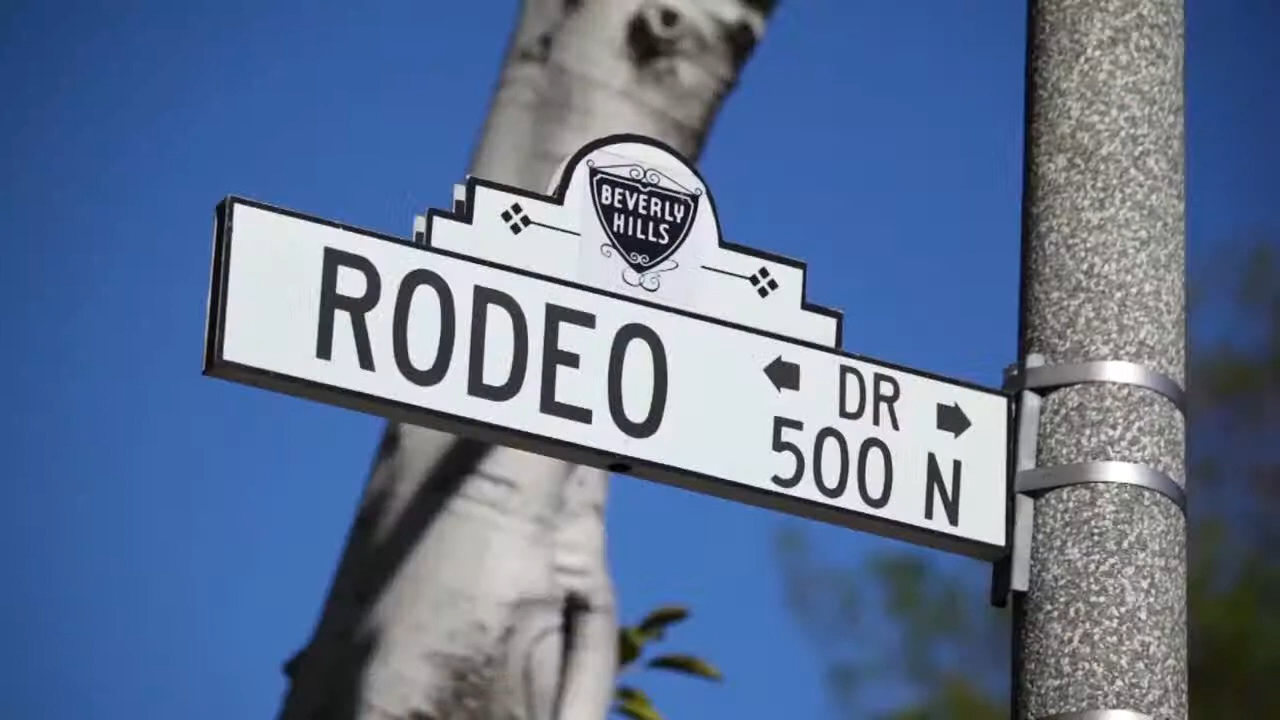 BEVERLY
HILLS
RODEO
← DR →
500 N